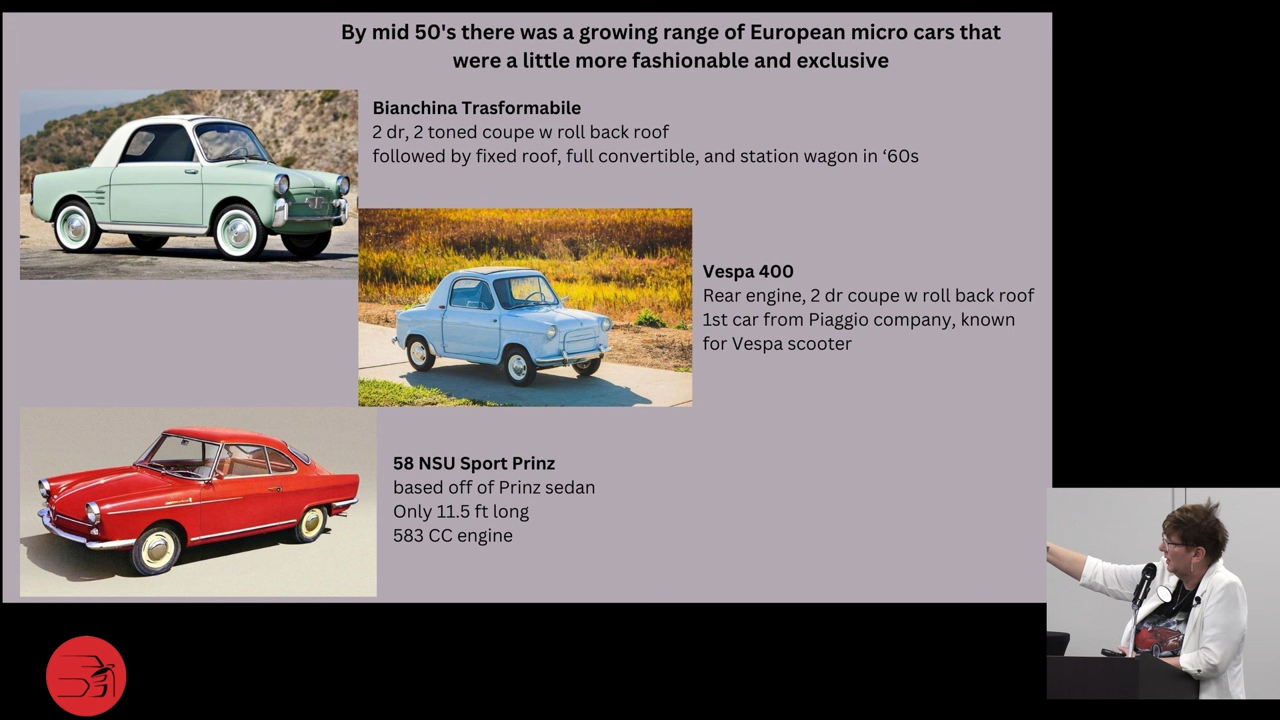 By mid 50's there was a growing range of European micro cars that
were a little more fashionable and exclusive
Bianchina Trasformabile
2 dr, 2 toned coupe w roll back roof
followed by fixed roof, full convertible, and station wagon in ‘60s
Vespa 400
Rear engine, 2 dr coupe w roll back roof
1st car from Piaggio company, known
for Vespa scooter
58 NSU Sport Prinz
based off of Prinz sedan
Only 11.5 ft long
583 CC engine